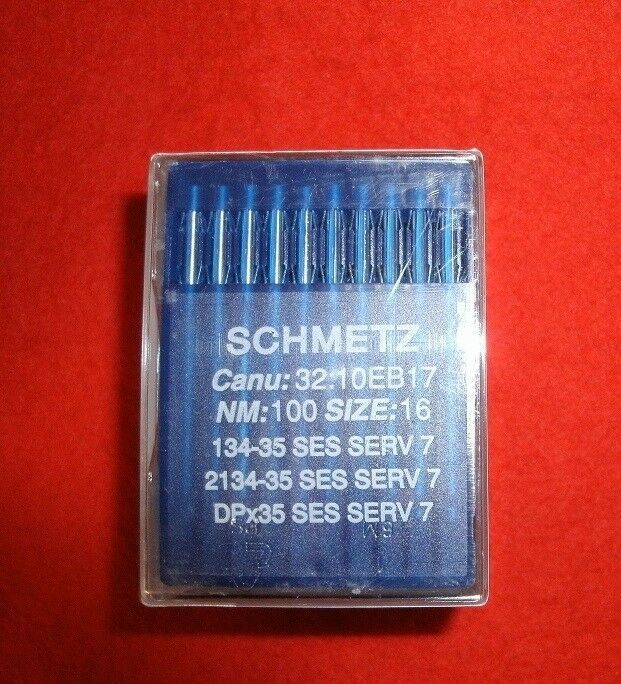 SCHMETZ
Canu: 32:10EB17
NM:100 SIZE:16
134-35 SES SERV 7
2134-35 SES SERV 7
DPx35 SES SERV 7